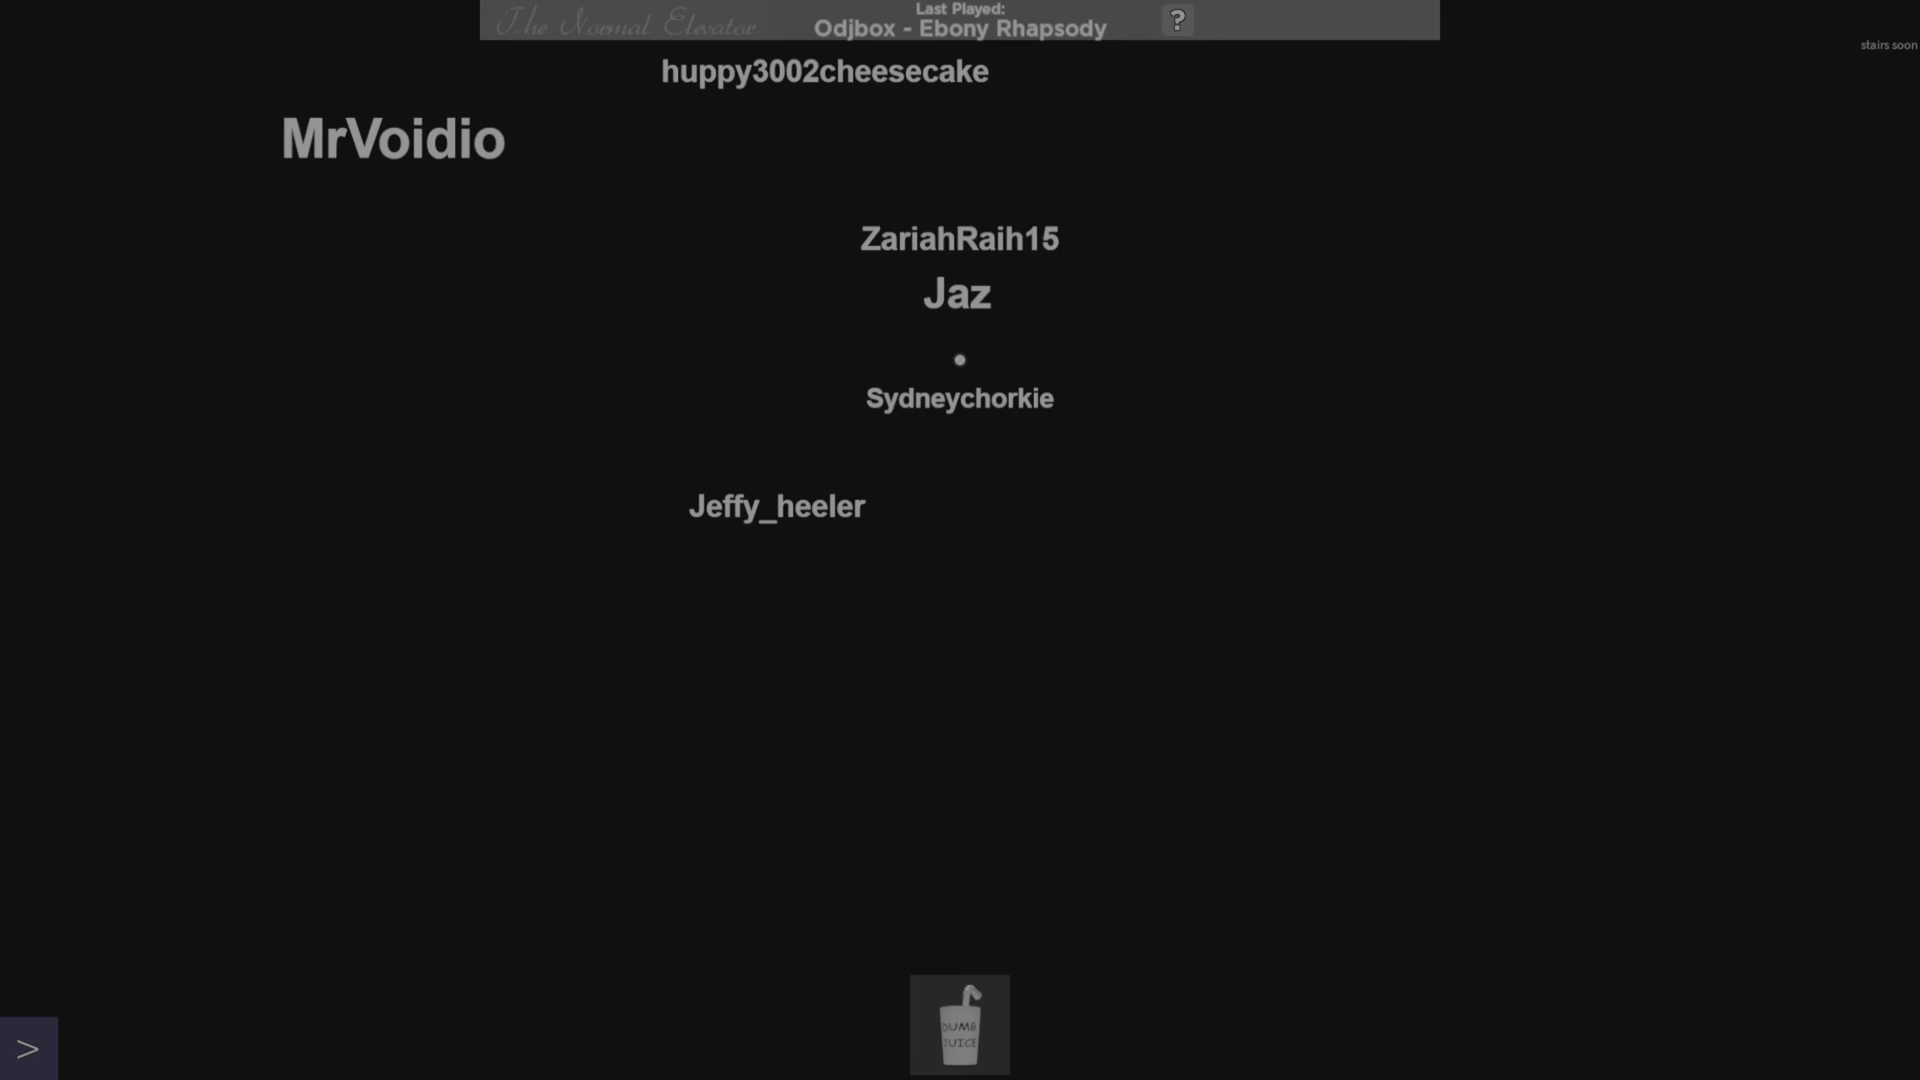 The Normal Elevator
Last Played:
Odjbox - Ebony Rhapsody
?
stairs soon
huppy3002cheesecake
MrVoidio
ZariahRaih15
Jaz
Sydneychorkie
Jeffy_heeler
DUMB
JUICE
>